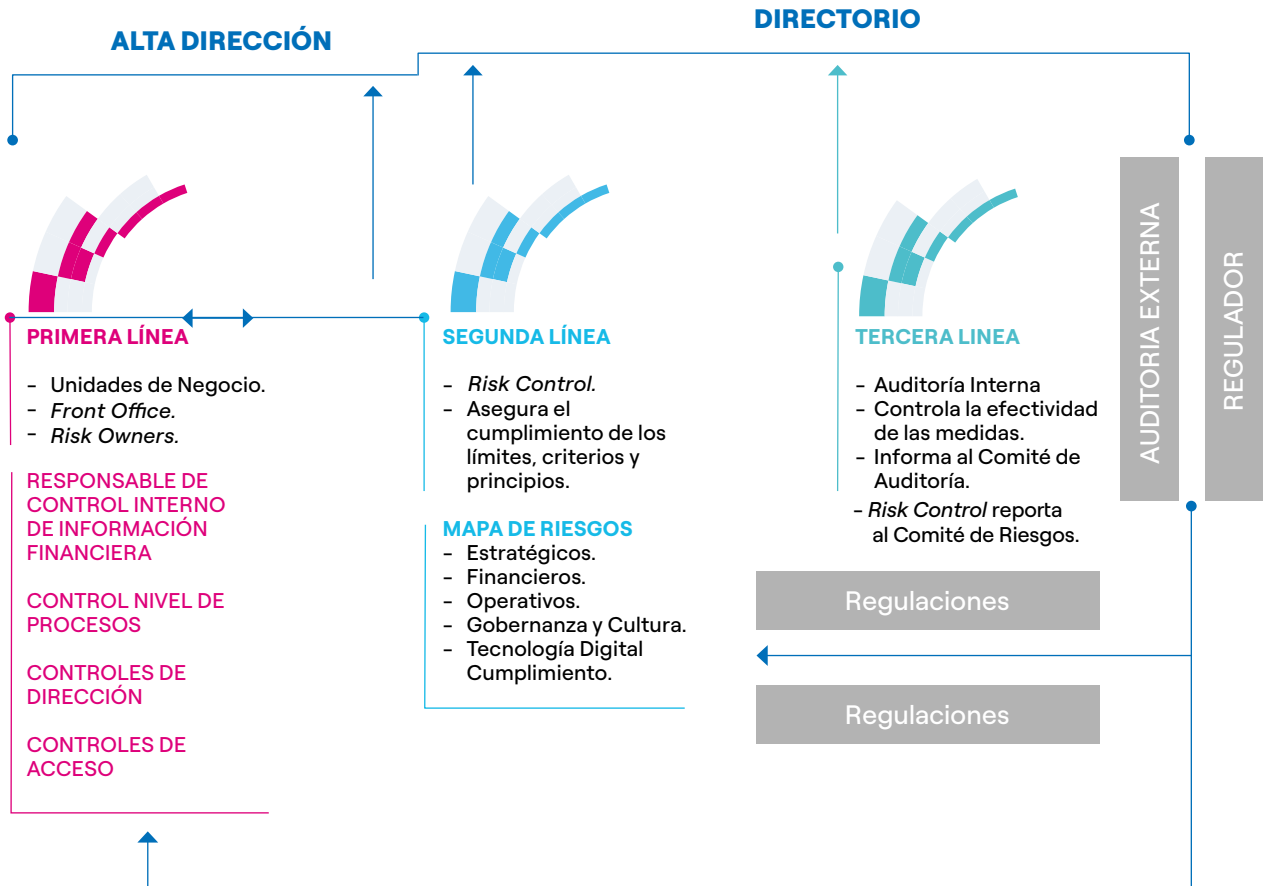 ALTA DIRECCIÓN
DIRECTORIO
PRIMERA LÍNEA
- Unidades de Negocio.
- Front Office.
- Risk Owners.
RESPONSABLE DE
CONTROL INTERNO
DE INFORMACIÓN
FINANCIERA
CONTROL NIVEL DE
PROCESOS
CONTROLES DE
DIRECCIÓN
CONTROLES DE
ACCESO
SEGUNDA LÍNEA
- Risk Control.
- Asegura el
cumplimiento de los
límites, criterios y
principios.
MAPA DE RIESGOS
- Estratégicos.
- Financieros.
- Operativos.
- Gobernanza y Cultura.
- Tecnología Digital
Cumplimiento.
TERCERA LINEA
- Auditoría Interna
- Controla la efectividad
de las medidas.
- Informa al Comité de
Auditoría.
- Risk Control reporta
al Comité de Riesgos.
Regulaciones
Regulaciones
AUDITORIA EXTERNA
REGULADOR